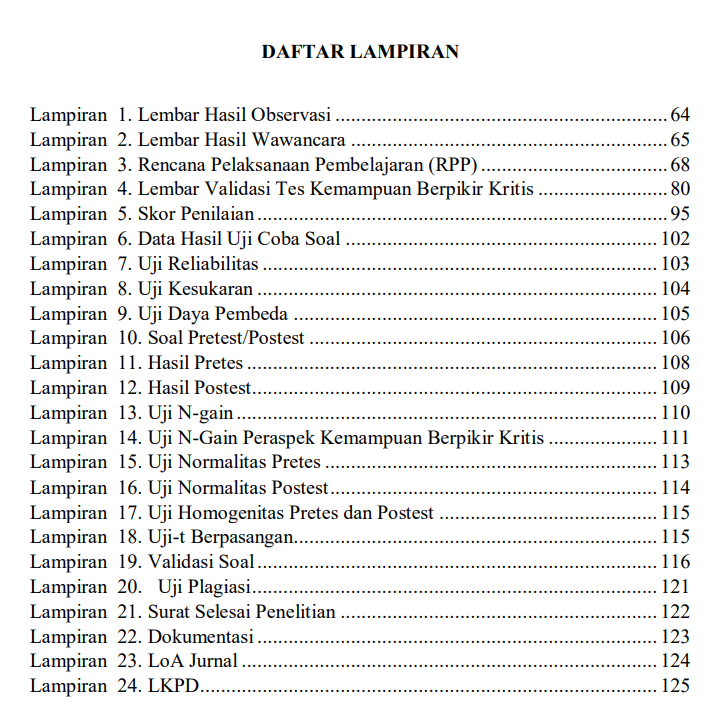 DAFTAR LAMPIRAN
Lampiran 1. Lembar Hasil Observasi ................................................................ 64
Lampiran 2. Lembar Hasil Wawancara ............................................................. 65
Lampiran 3. Rencana Pelaksanaan Pembelajaran (RPP) .................................... 68
Lampiran 4. Lembar Validasi Tes Kemampuan Berpikir Kritis ......................... 80
Lampiran 5. Skor Penilaian ............................................................................... 95
Lampiran 6. Data Hasil Uji Coba Soal ............................................................ 102
Lampiran 7. Uji Reliabilitas ............................................................................ 103
Lampiran 8. Uji Kesukaran ............................................................................. 104
Lampiran 9. Uji Daya Pembeda ...................................................................... 105
Lampiran 10. Soal Pretest/Postest ................................................................... 106
Lampiran 11. Hasil Pretes ............................................................................... 108
Lampiran 12. Hasil Postest.............................................................................. 109
Lampiran 13. Uji N-gain ................................................................................. 110
Lampiran 14. Uji N-Gain Peraspek Kemampuan Berpikir Kritis ..................... 111
Lampiran 15. Uji Normalitas Pretes ................................................................ 113
Lampiran 16. Uji Normalitas Postest............................................................... 114
Lampiran 17. Uji Homogenitas Pretes dan Postest .......................................... 115
Lampiran 18. Uji-t Berpasangan...................................................................... 115
Lampiran 19. Validasi Soal ............................................................................. 116
Lampiran 20. Uji Plagiasi................................................................................ 121
Lampiran 21. Surat Selesai Penelitian ............................................................. 122
Lampiran 22. Dokumentasi ............................................................................. 123
Lampiran 23. LoA Jurnal ................................................................................ 124
Lampiran 24. LKPD........................................................................................ 125